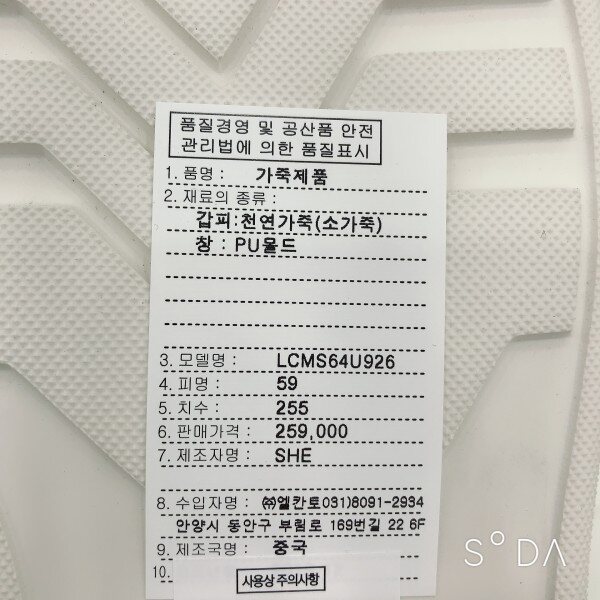 품질경영 및 공산품 안전
관리법에 의한 품질표시
1. 품명 : 가죽제품
2. 재료의 종류 :
갑피:천연가죽(소가죽)
창 : PU몰드
3. 모델명 : LCMS64U926
4. 피명 : 59
5. 치수 : 255
6. 판매가격 : 259,000
7. 제조자명 : SHE
8. 수입자명 : ㈜엘칸토031)8091-2934
안양시 동안구 부림로 169번길 22 6F
9. 제조국명 : 중국
10.
사용상 주의사항
SODA